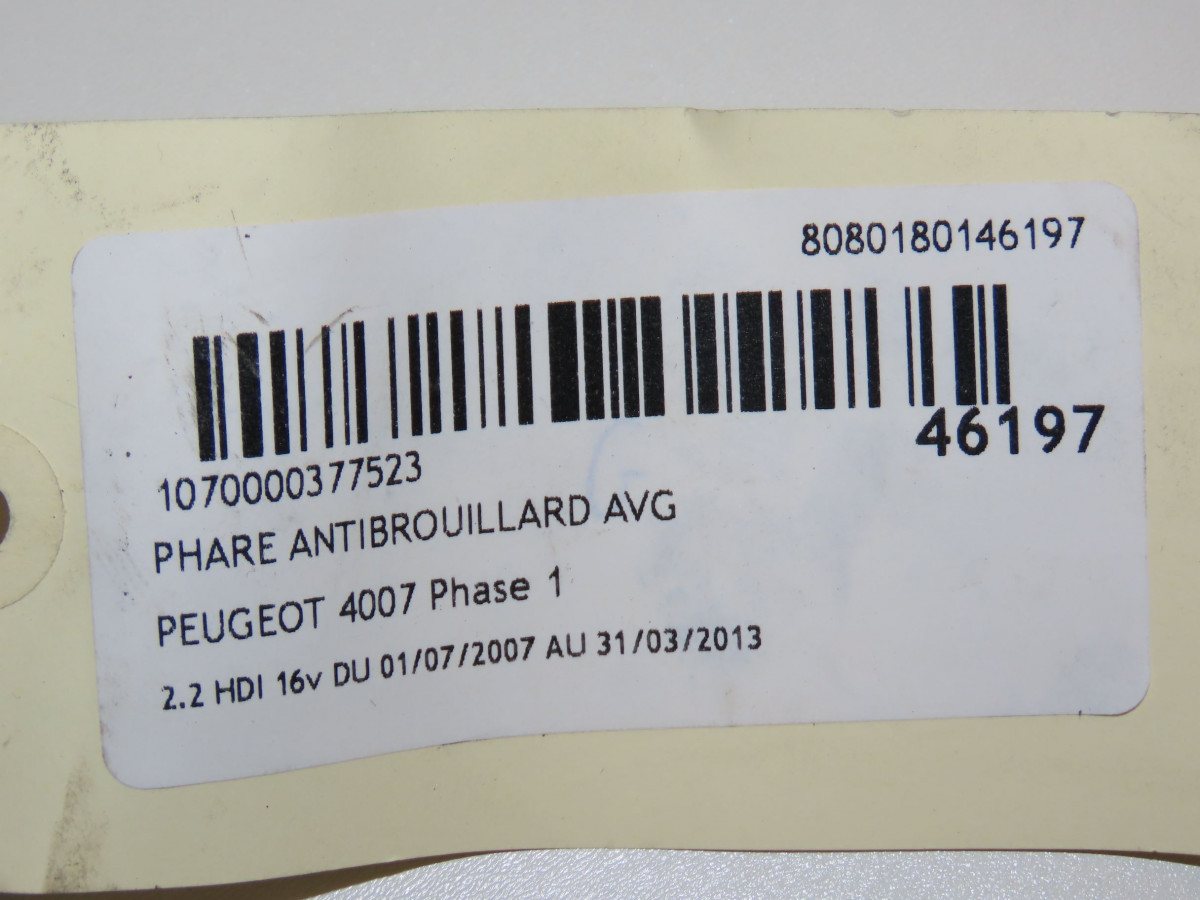 8080180146197
46197
1070000377523
PHARE ANTIBROUILLARD AVG
PEUGEOT 4007 Phase 1
2.2 HDI 16v DU 01/07/2007 AU 31/03/2013